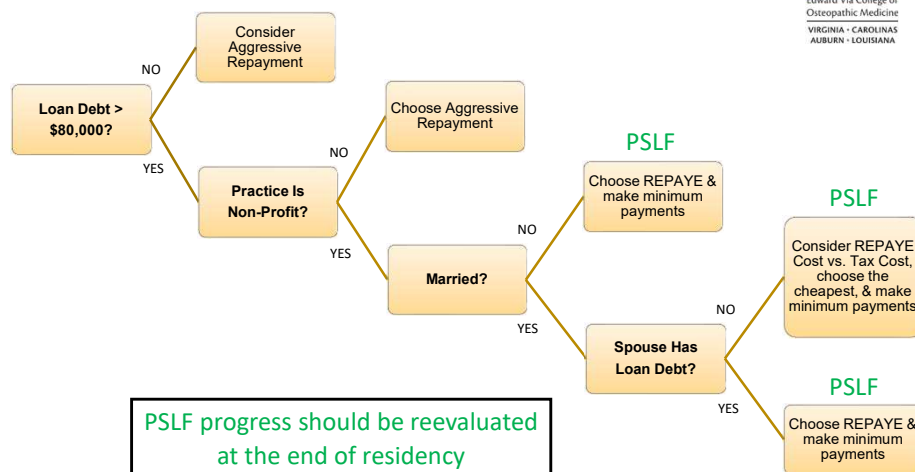 Edward Via College of
Osteopathic Medicine
VIRGINIA • CAROLINAS
AUBURN • LOUISIANA
Consider
Aggressive
Repayment
NO
Loan Debt >
$80,000?
YES
Choose Aggressive
Repayment
NO
Practice Is
Non-Profit?
YES
PSLF
Choose REPAYE &
make minimum
payments
NO
Married?
YES
PSLF
Consider REPAYE
Cost vs. Tax Cost,
choose the
cheapest, & make
minimum payments
NO
Spouse Has
Loan Debt?
YES
PSLF
Choose REPAYE &
make minimum
payments
PSLF progress should be reevaluated
at the end of residency